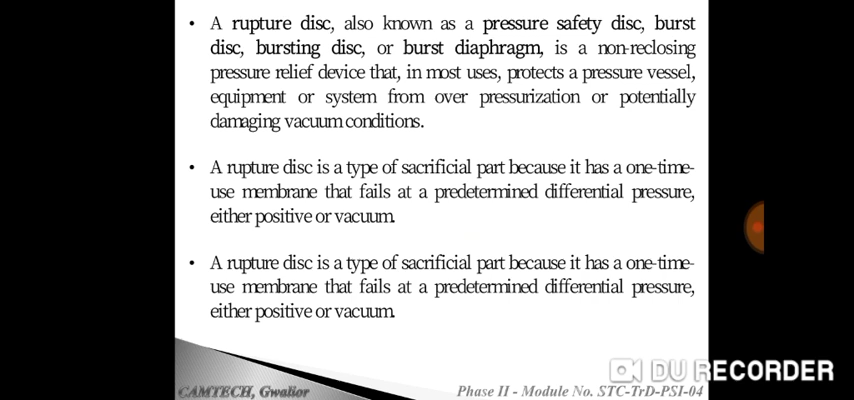 • A rupture disc, also known as a pressure safety disc, burst
disc, bursting disc, or burst diaphragm, is a non-reclosing
pressure relief device that, in most uses, protects a pressure vessel,
equipment or system from over pressurization or potentially
damaging vacuum conditions.
• A rupture disc is a type of sacrificial part because it has a one-time-
use membrane that fails at a predetermined differential pressure,
either positive or vacuum.
• A rupture disc is a type of sacrificial part because it has a one-time-
use membrane that fails at a predetermined differential pressure,
either positive or vacuum.
DU RECORDER
CAMTECH, Gwalior
Phase II - Module No. STC-TrD-PSI-04